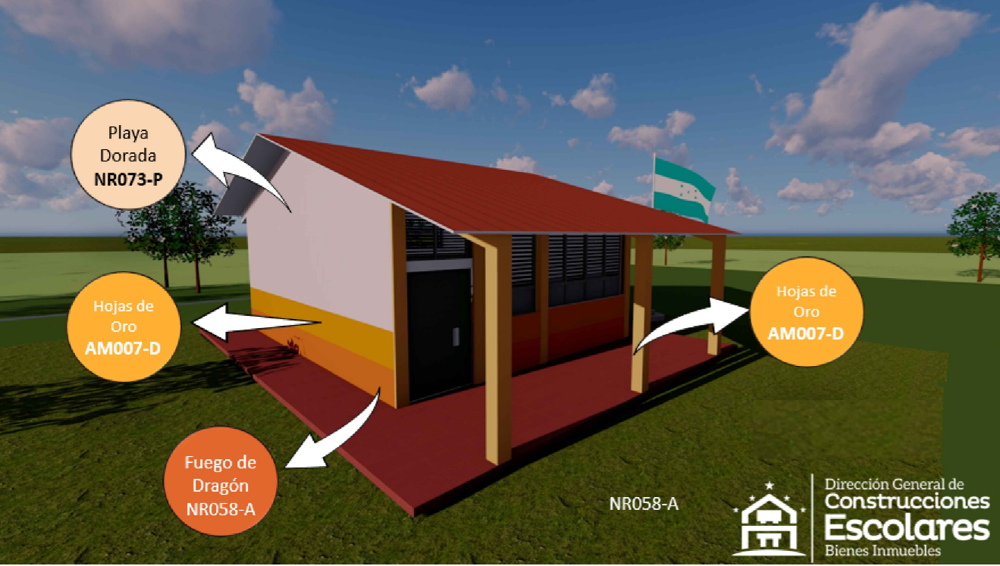 Playa
Dorada
NR073-P
Hojas de
Oro
AM007-D
Hojas de
Oro
AM007-D
Fuego de
Dragón
NR058-A
NR058-A
Dirección General de
Construcciones
Escolares
Bienes Inmuebles